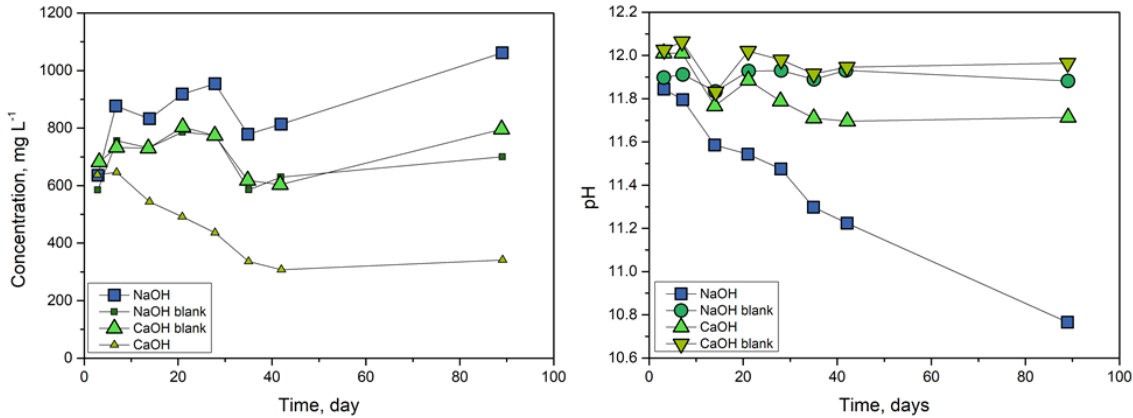 1200
1000
800
600
400
200
0
0
20
40
60
80
100
Concentration, mg L⁻¹
Time, day
NaOH
NaOH blank
CaOH blank
CaOH
12.2
12.0
11.8
11.6
11.4
11.2
11.0
10.8
10.6
0
20
40
60
80
100
pH
Time, days
NaOH
NaOH blank
CaOH
CaOH blank